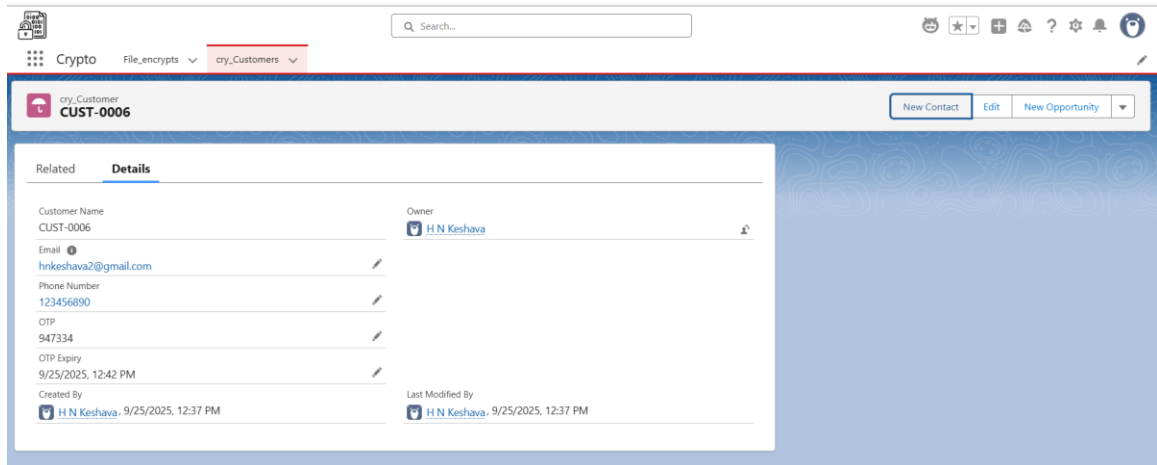 Search...
Crypto File_encrypts cry_Customers
cry_Customer
CUST-0006
New Contact Edit New Opportunity
Related Details
Customer Name
CUST-0006
Owner
H N Keshava
Email
hnkeshava2@gmail.com
Phone Number
123456890
OTP
947334
OTP Expiry
9/25/2025, 12:42 PM
Created By
H N Keshava, 9/25/2025, 12:37 PM
Last Modified By
H N Keshava, 9/25/2025, 12:37 PM